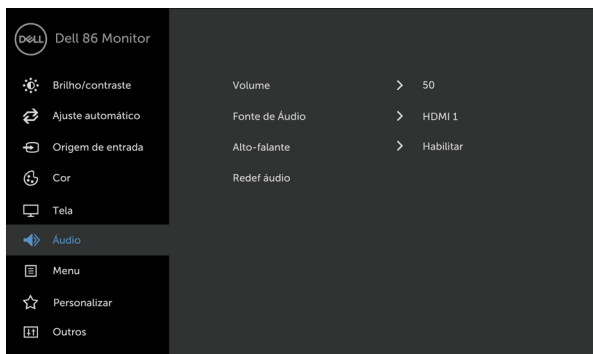 DELL Dell 86 Monitor
Brilho/contraste
Ajuste automático
Origem de entrada
Cor
Tela
Áudio
Menu
Personalizar
Outros
Volume > 50
Fonte de Áudio > HDMI 1
Alto-falante > Habilitar
Redef áudio